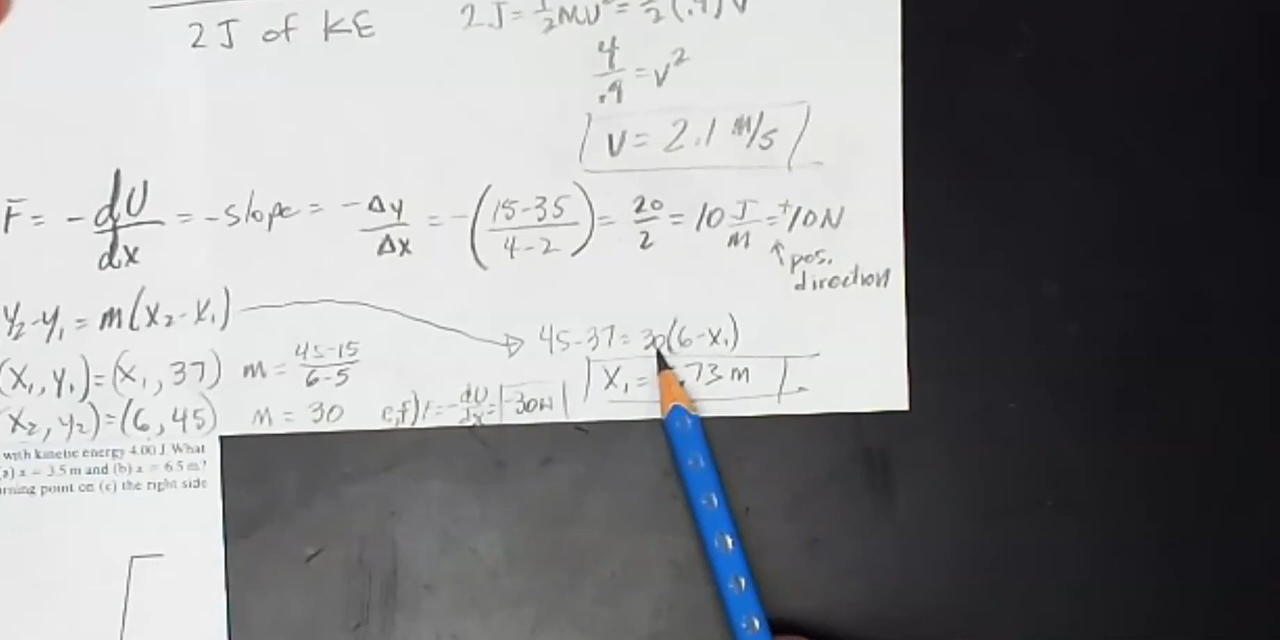 2J of KE
2J = ½MV² = ½(.9)V
4/.9 = V²
V = 2.1 M/S
F̄ = -dU/dx = -slope = -Δy/Δx = -(15-35/4-2) = 20/2 = 10 J/M = +10N
↑pos.
direction
y₂-y₁ = m(x₂-x₁)
45-37 = 30(6-x₁)
(x₁, y₁) = (x₁, 37) m = 45-15/6-5
x₁ = .73 m
(x₂, y₂) = (6, 45) m = 30 e,f) F = -dU/dx = -30N
with kinetic energy 4.00 J. What
(a) x = 3.5 m and (b) x = 6.5 m?
rning point on (c) the right side